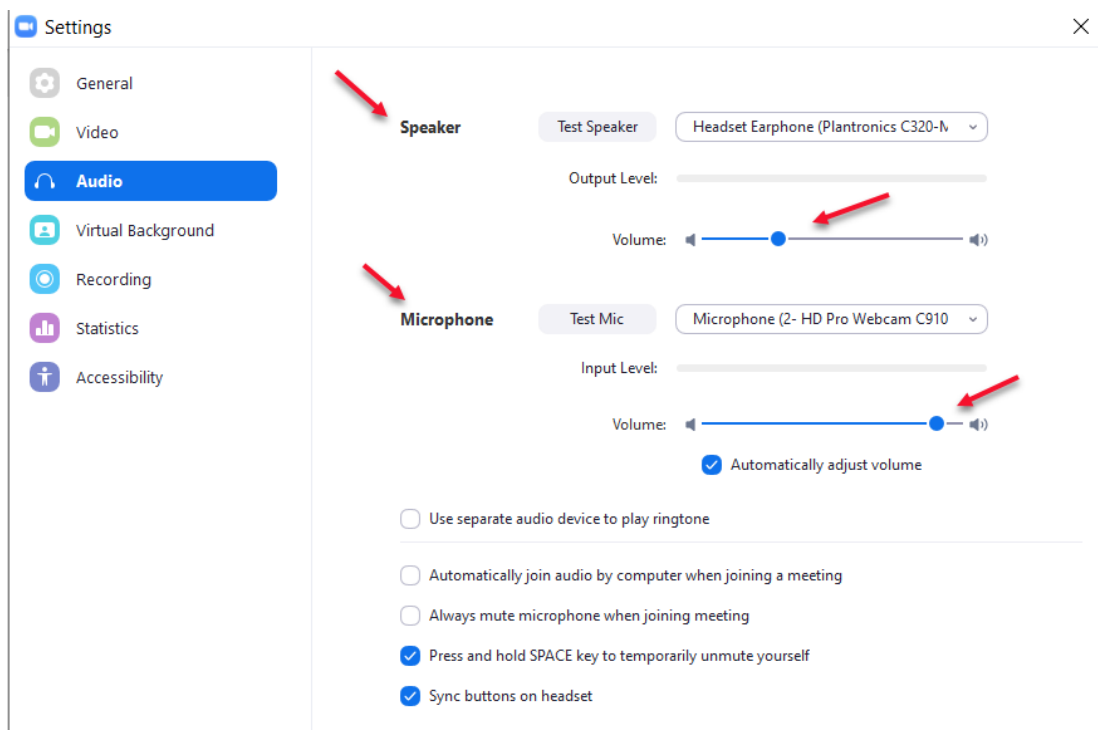 Settings
General
Video
Audio
Virtual Background
Recording
Statistics
Accessibility
Speaker Test Speaker Headset Earphone (Plantronics C320-M
Output Level:
Volume:
Microphone Test Mic Microphone (2- HD Pro Webcam C910
Input Level:
Volume:
Automatically adjust volume
Use separate audio device to play ringtone
Automatically join audio by computer when joining a meeting
Always mute microphone when joining meeting
Press and hold SPACE key to temporarily unmute yourself
Sync buttons on headset